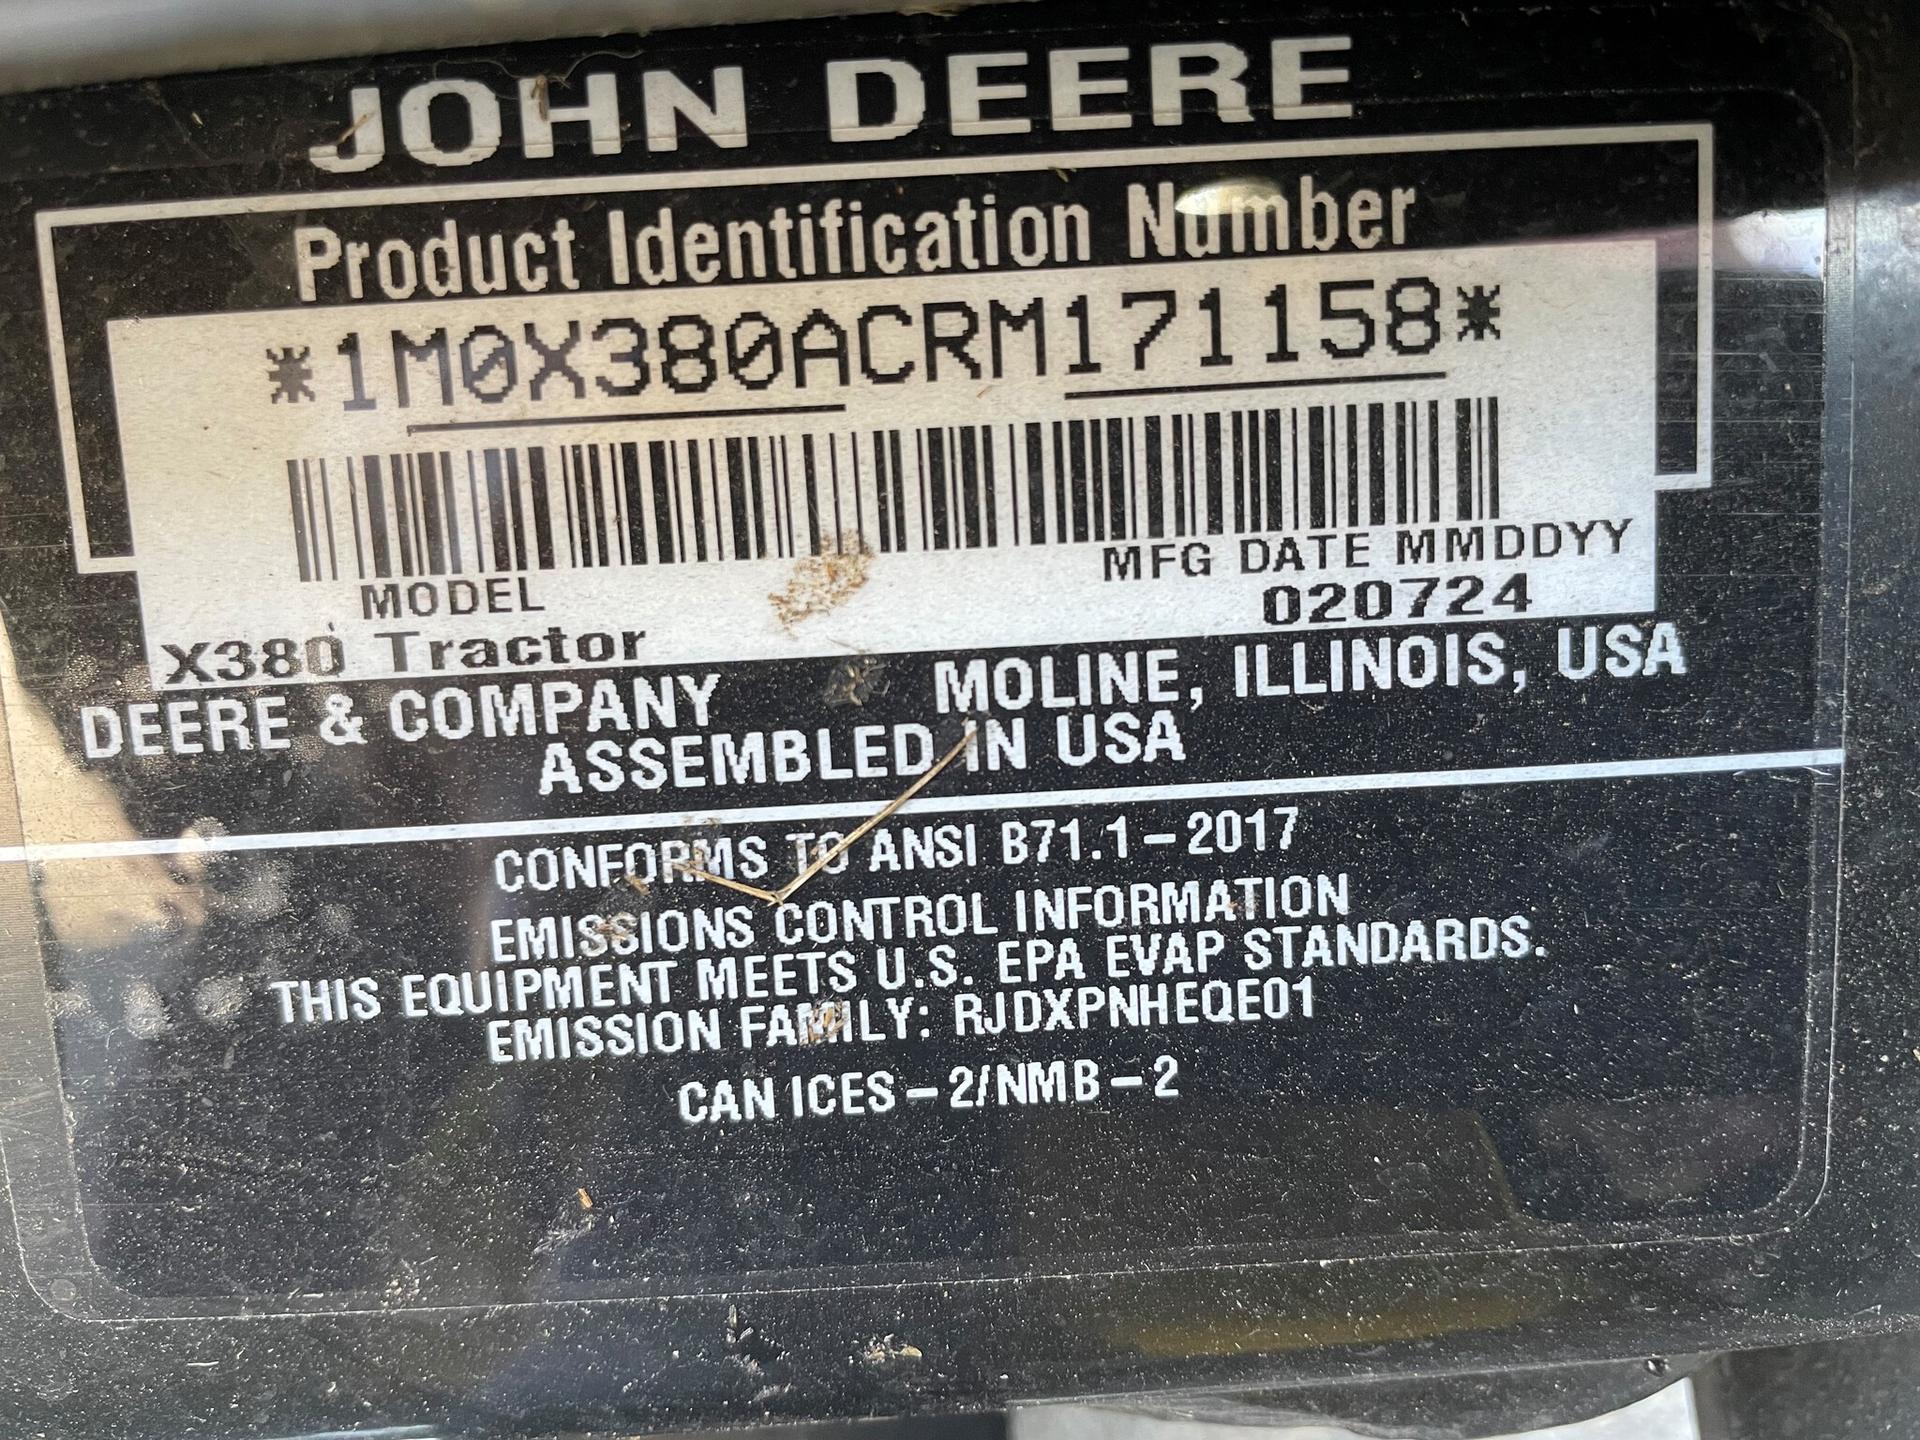 JOHN DEERE
Product Identification Number
*1M0X380ACRM171158*
MODEL
MFG DATE MMDDYY
X380 Tractor
020724
DEERE & COMPANY MOLINE, ILLINOIS, USA
ASSEMBLED IN USA
CONFORMS TO ANSI B71.1-2017
EMISSIONS CONTROL INFORMATION
THIS EQUIPMENT MEETS U.S. EPA EVAP STANDARDS.
EMISSION FAMILY: RJDXPNHEQE01
CAN ICES-2/NMB-2